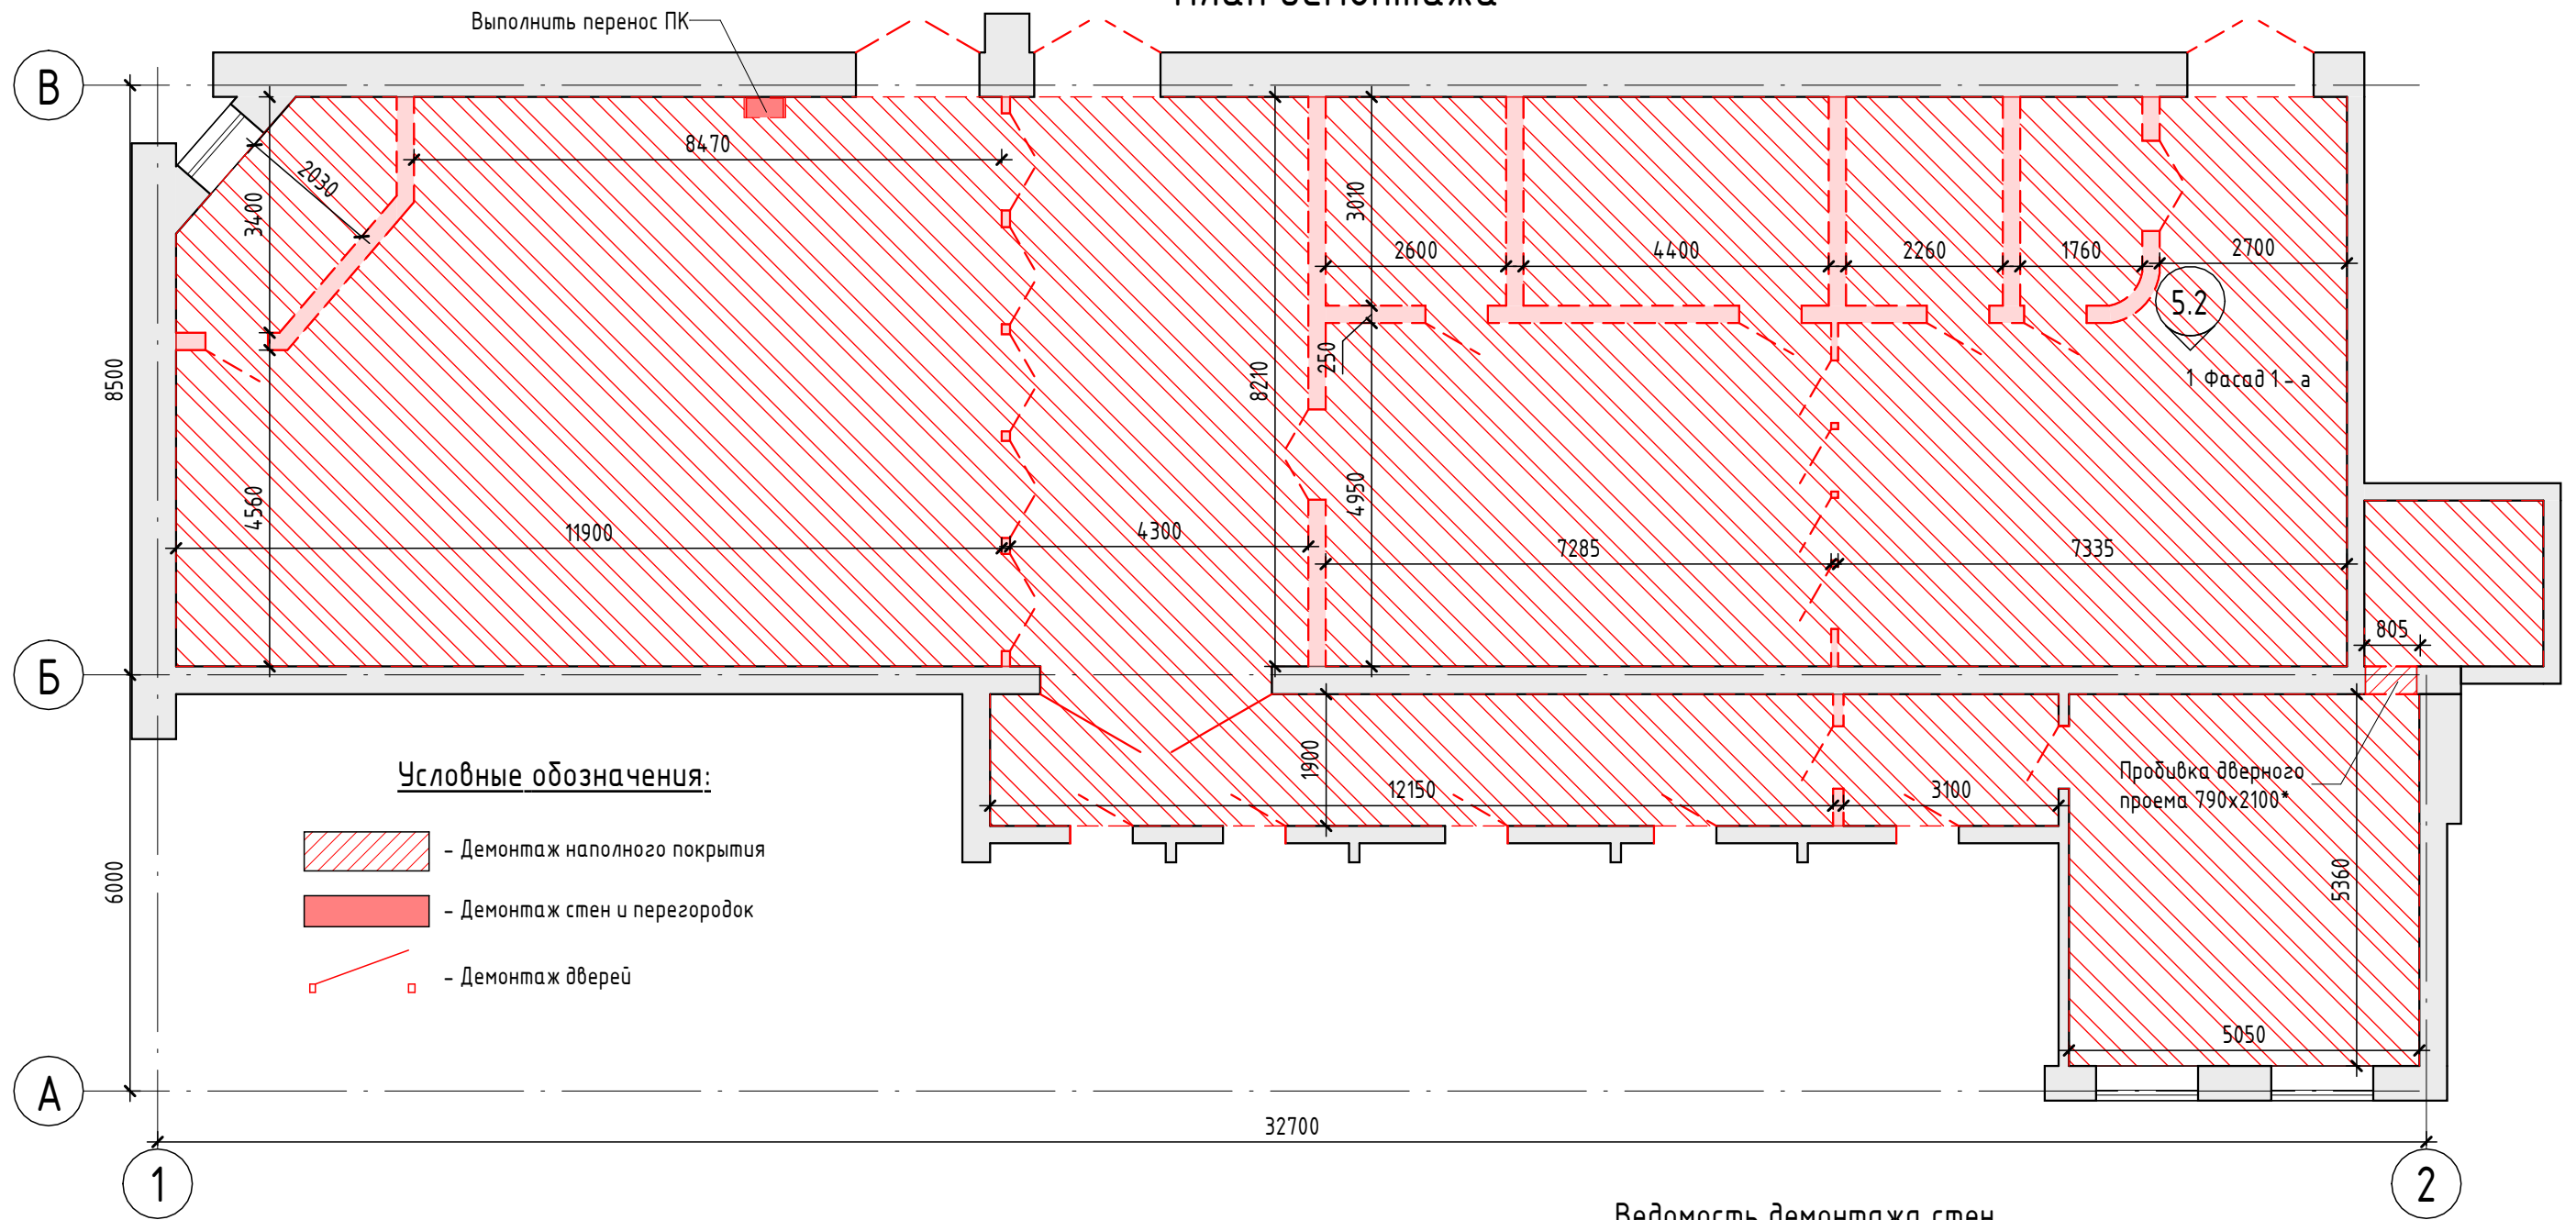 План демонтажа
Выполнить перенос ПК
В
8470
2030
3400
3010
2600
4400
2260
1760
2700
5.2
250
8210
8500
1 Фасад 1 - а
4560
4950
11900
4300
7285
7335
805
Б
1900
12150
3100
Пробивка дверного
проема 790х2100*
Условные обозначения:
- Демонтаж наполного покрытия
- Демонтаж стен и перегородок
- Демонтаж дверей
6000
5360
5050
А
32700
1
2
Ведомость демонтажа стен